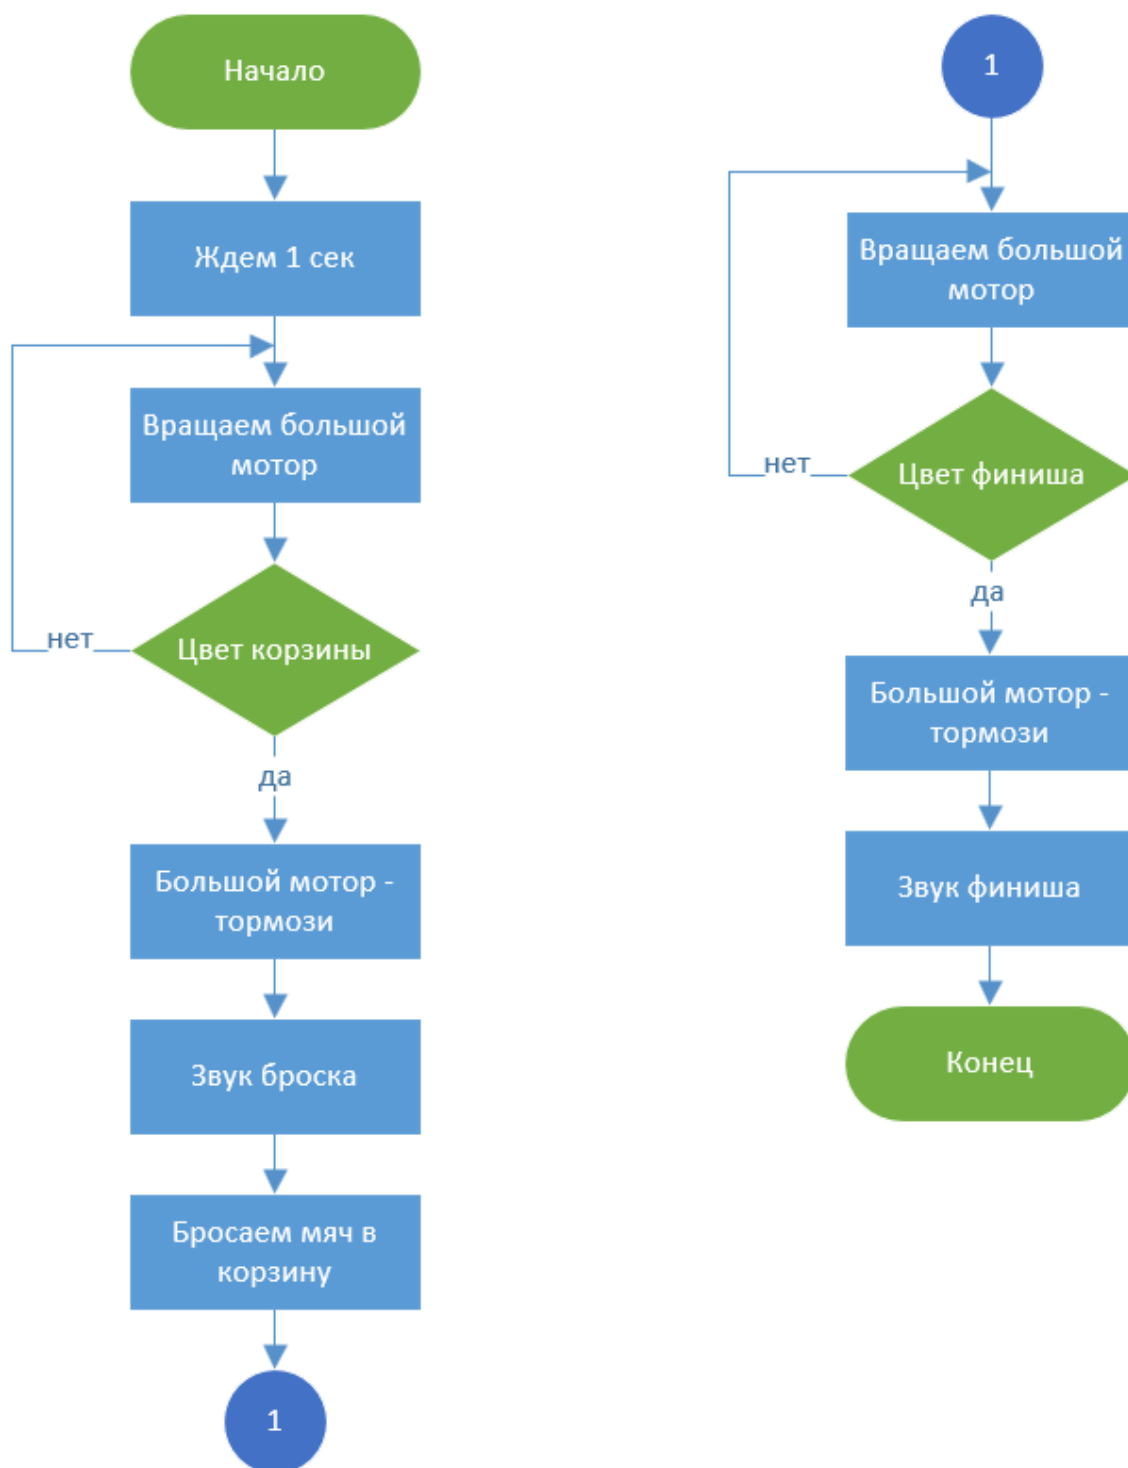 Начало
Ждем 1 сек
Вращаем большой
мотор
нет
Цвет корзины
да
Большой мотор -
тормози
Звук броска
Бросаем мяч в
корзину
1
1
Вращаем большой
мотор
нет
Цвет финиша
да
Большой мотор -
тормози
Звук финиша
Конец